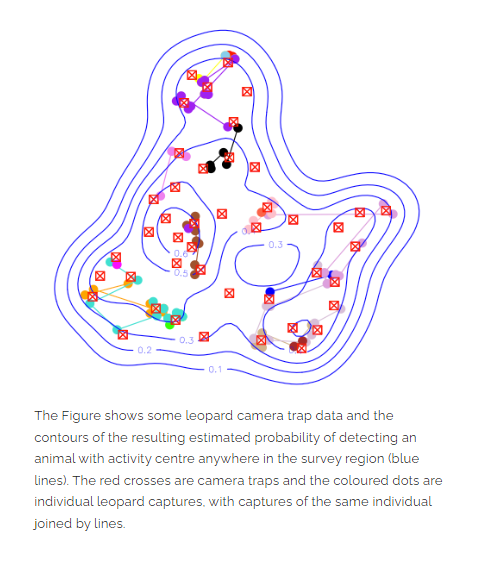 0.3
0.6
0.5
0.3
0.2
0.1
The Figure shows some leopard camera trap data and the
contours of the resulting estimated probability of detecting an
animal with activity centre anywhere in the survey region (blue
lines). The red crosses are camera traps and the coloured dots are
individual leopard captures, with captures of the same individual
joined by lines.